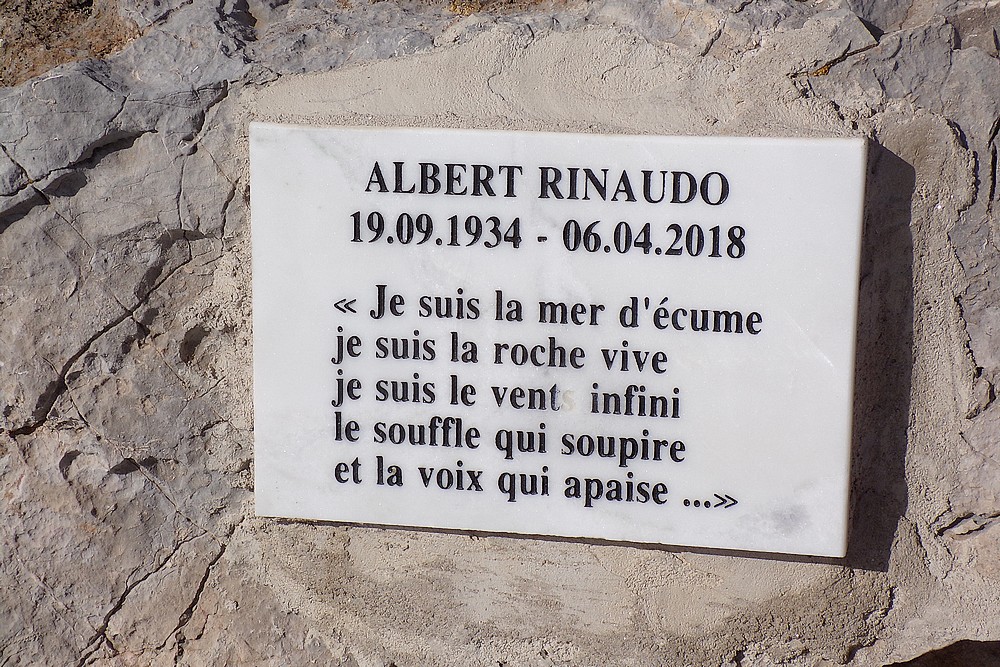 ALBERT RINAUDO
19.09.1934 - 06.04.2018
« Je suis la mer d'écume
je suis la roche vive
je suis le vent infini
le souffle qui soupire
et la voix qui apaise ...»